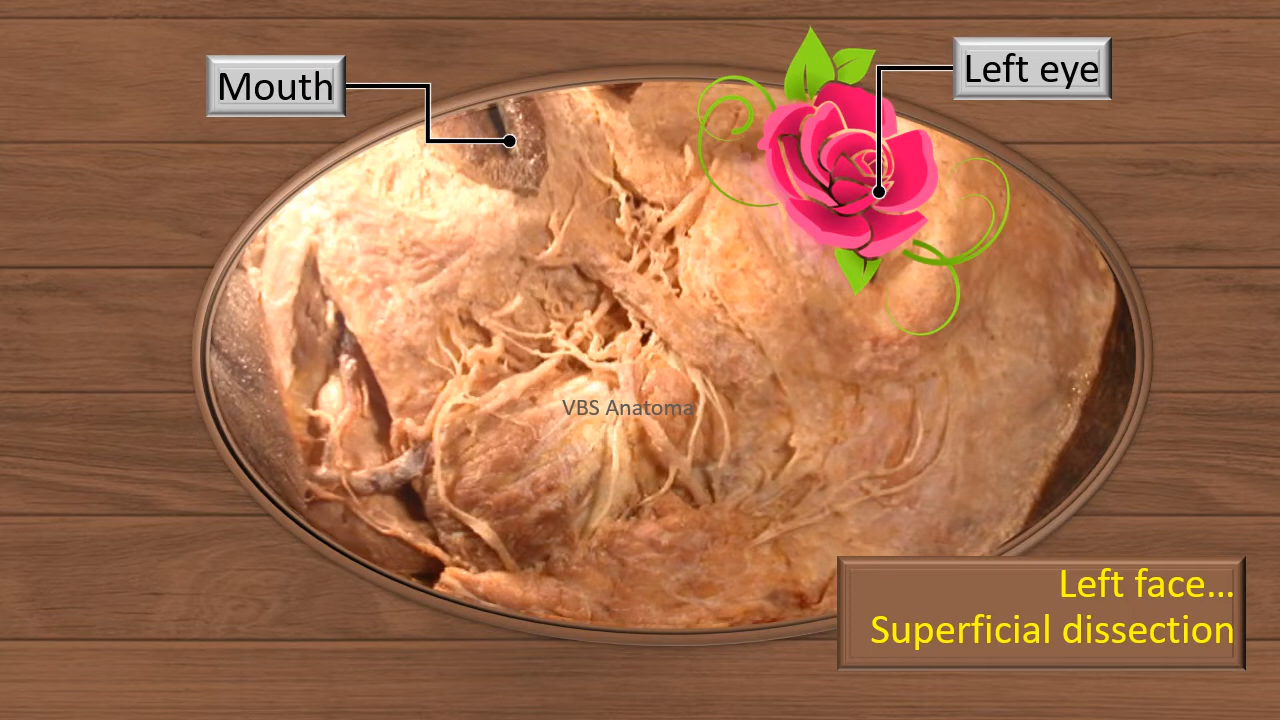 Mouth
Left eye
VBS Anatoma
Left face...
Superficial dissection